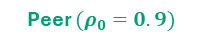 Peer (ρ₀ = 0.9)